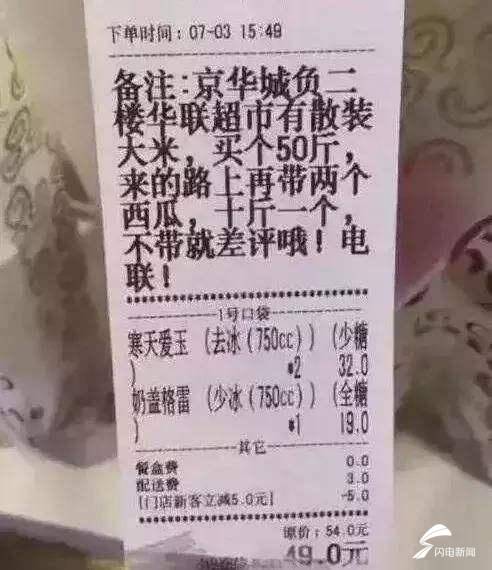 下单时间: 07-03 15:49
备注:京华城负二
楼华联超市有散装
大米，买个50斤，
来的路上再带两个
西瓜，十斤一个，
不带就差评哦！电
联！
1号口袋
寒天爱玉 (去冰(750cc)) (少糖
) *2 32.0
奶盖格雷 (少冰(750cc)) (全糖
) *1 19.0
其它
餐盒费 0.0
配送费 3.0
[门店新客立减5.0元] -5.0
原价: 54.0元
49.0元
闪电新闻